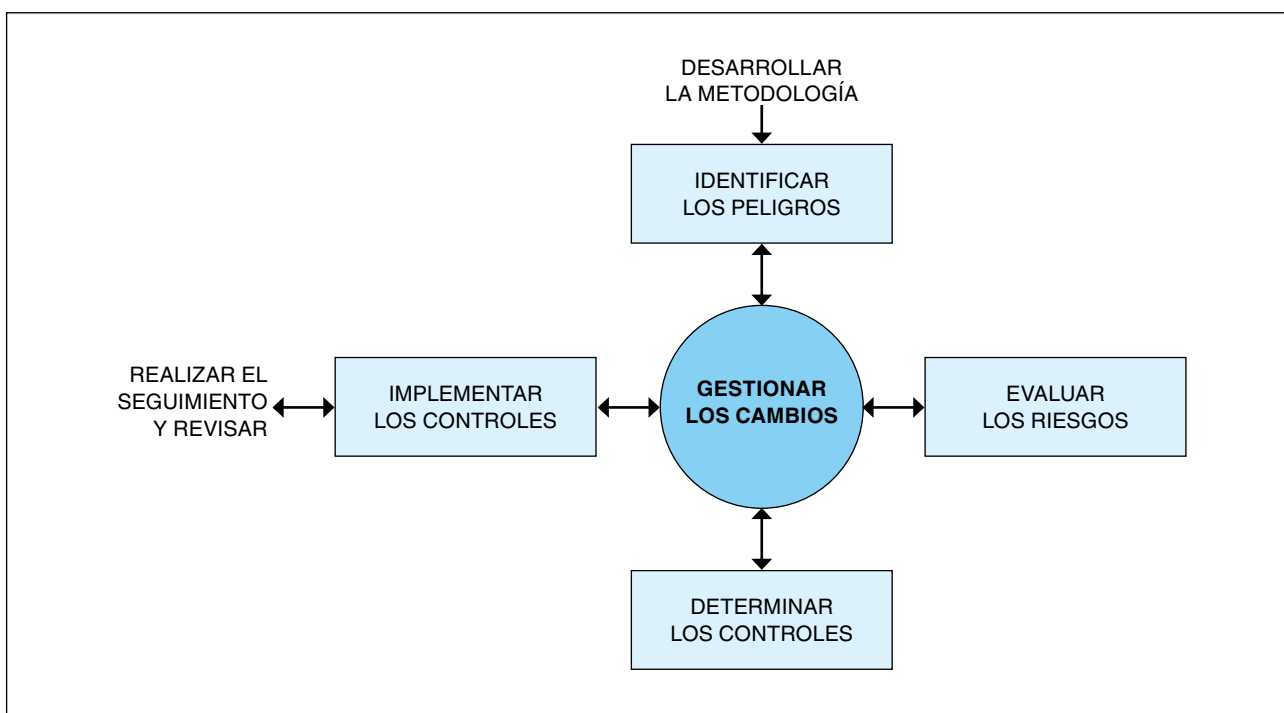 DESARROLLAR
LA METODOLOGÍA
IDENTIFICAR
LOS PELIGROS
REALIZAR EL
SEGUIMIENTO
Y REVISAR
IMPLEMENTAR
LOS CONTROLES
GESTIONAR
LOS CAMBIOS
EVALUAR
LOS RIESGOS
DETERMINAR
LOS CONTROLES